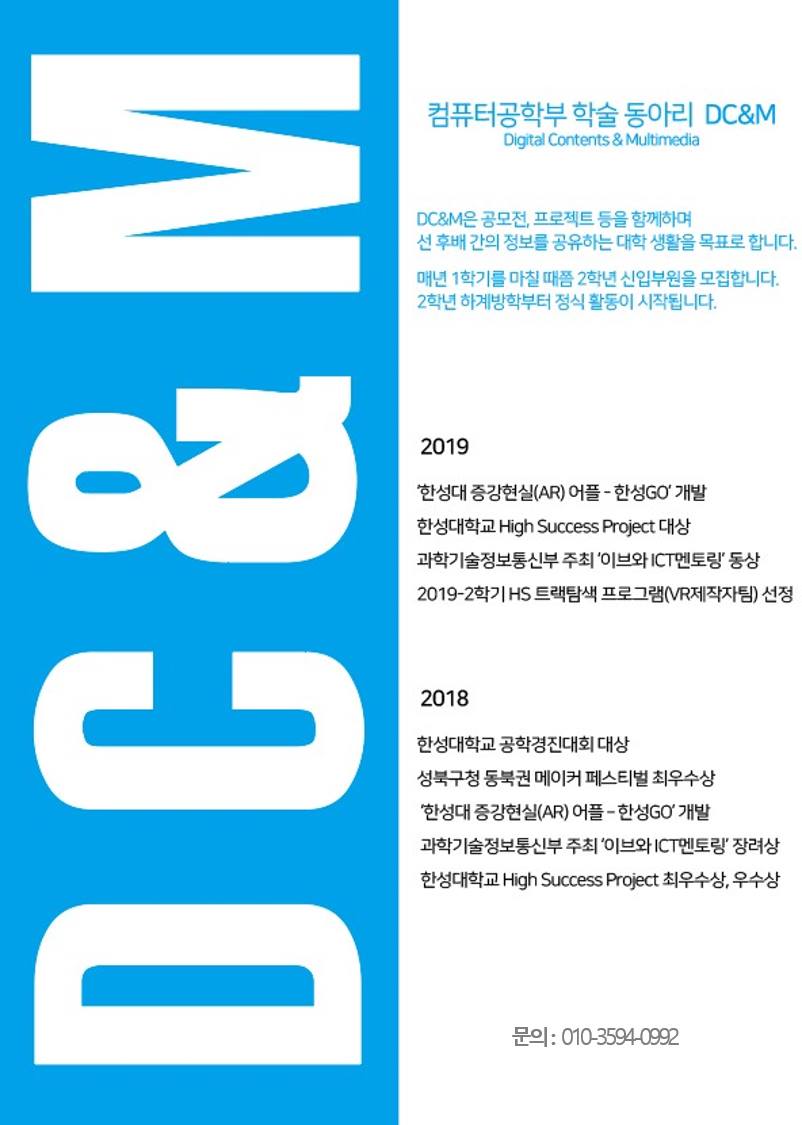 DC&M
컴퓨터공학부 학술 동아리 DC&M
Digital Contents & Multimedia
DC&M은 공모전, 프로젝트 등을 함께하며
선 후배 간의 정보를 공유하는 대학 생활을 목표로 합니다.
매년 1학기를 마칠 때쯤 2학년 신입부원을 모집합니다.
2학년 하계방학부터 정식 활동이 시작됩니다.
2019
'한성대 증강현실(AR) 어플 - 한성GO' 개발
한성대학교 High Success Project 대상
과학기술정보통신부 주최 '이브와 ICT멘토링' 동상
2019-2학기 HS 트랙탐색 프로그램(VR제작자팀) 선정
2018
한성대학교 공학경진대회 대상
성북구청 동북권 메이커 페스티벌 최우수상
'한성대 증강현실(AR) 어플 – 한성GO' 개발
과학기술정보통신부 주최 '이브와 ICT멘토링' 장려상
한성대학교 High Success Project 최우수상, 우수상
문의 : 010-3594-0992